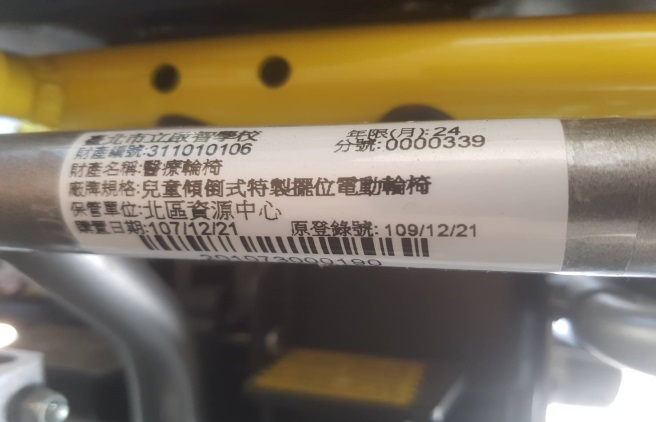 臺北市立啟智學校 年限(月):24
財產編號:311010106 分號:0000339
財產名稱:醫療輪椅
廠牌規格:兒童傾倒式特製擺位電動輪椅
保管單位:北區資源中心
購置日期:107/12/21 原登錄號:109/12/21